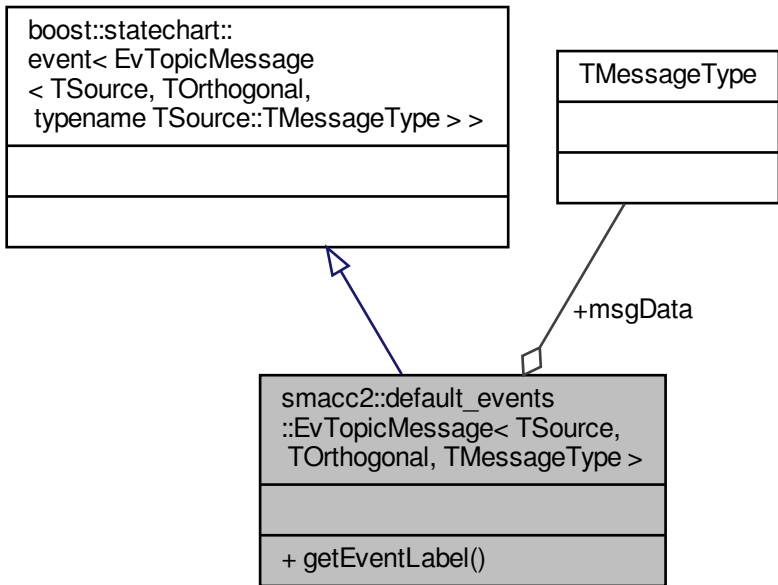 boost::statechart::
event< EvTopicMessage
< TSource, TOrthogonal,
typename TSource::TMessageType > >
TMessageType
+msgData
smacc2::default_events
::EvTopicMessage< TSource,
TOrthogonal, TMessageType >
+ getEventLabel()